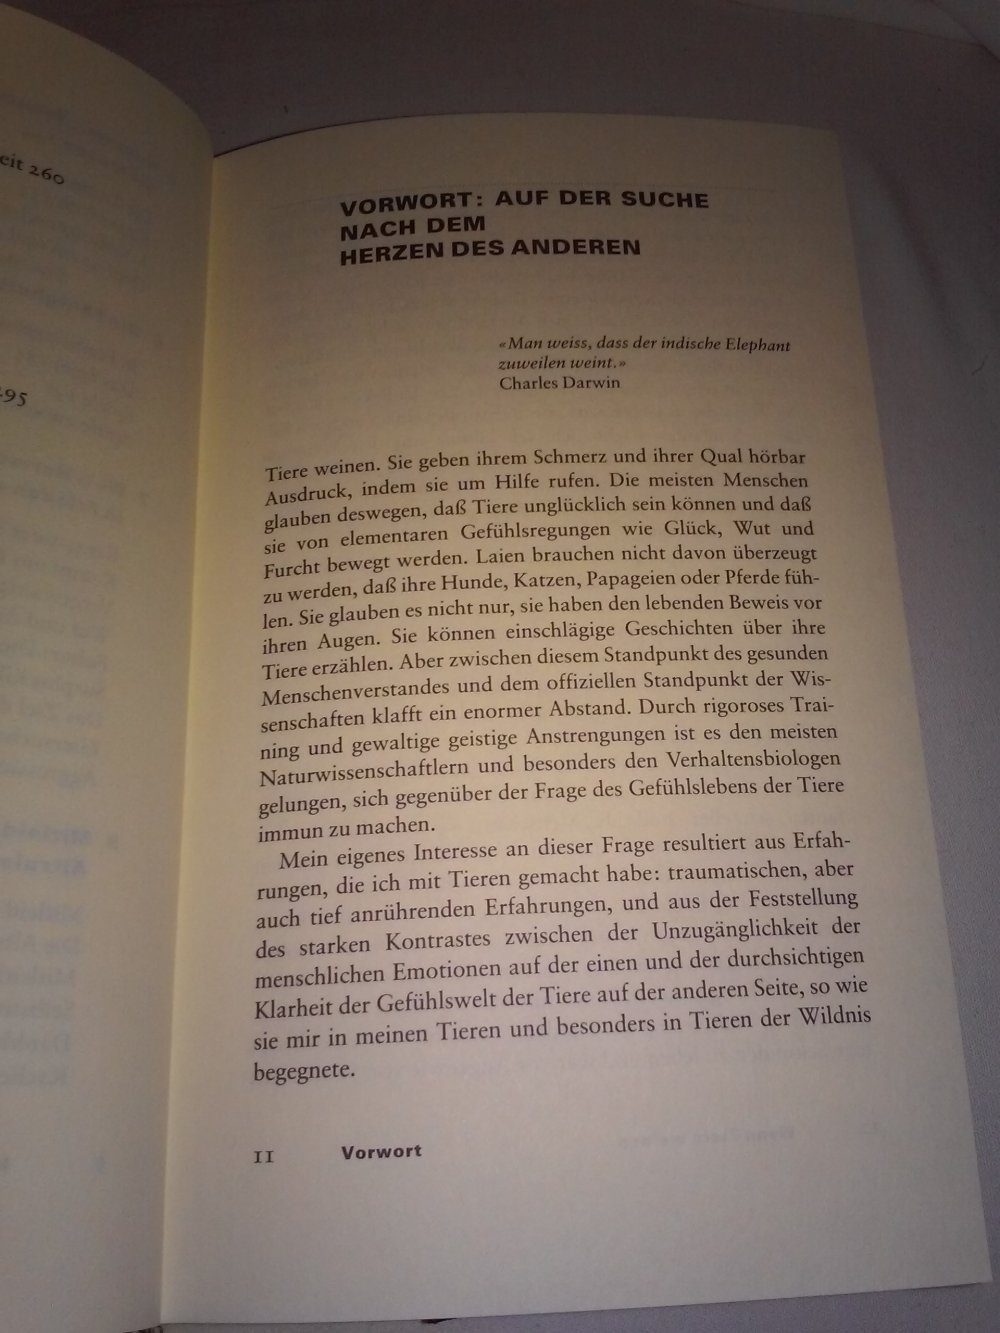 eit 260
495
VORWORT: AUF DER SUCHE
NACH DEM
HERZEN DES ANDEREN
«Man weiss, dass der indische Elephant
zuweilen weint.»
Charles Darwin
Tiere weinen. Sie geben ihrem Schmerz und ihrer Qual hörbar
Ausdruck, indem sie um Hilfe rufen. Die meisten Menschen
glauben deswegen, daß Tiere unglücklich sein können und daß
sie von elementaren Gefühlsregungen wie Glück, Wut und
Furcht bewegt werden. Laien brauchen nicht davon überzeugt
zu werden, daß ihre Hunde, Katzen, Papageien oder Pferde füh-
len. Sie glauben es nicht nur, sie haben den lebenden Beweis vor
ihren Augen. Sie können einschlägige Geschichten über ihre
Tiere erzählen. Aber zwischen diesem Standpunkt des gesunden
Menschenverstandes und dem offiziellen Standpunkt der Wis-
senschaften klafft ein enormer Abstand. Durch rigoroses Trai-
ning und gewaltige geistige Anstrengungen ist es den meisten
Naturwissenschaftlern und besonders den Verhaltensbiologen
gelungen, sich gegenüber der Frage des Gefühlslebens der Tiere
immun zu machen.
Mein eigenes Interesse an dieser Frage resultiert aus Erfah-
rungen, die ich mit Tieren gemacht habe: traumatischen, aber
auch tief anrührenden Erfahrungen, und aus der Feststellung
des starken Kontrastes zwischen der Unzugänglichkeit der
menschlichen Emotionen auf der einen und der durchsichtigen
Klarheit der Gefühlswelt der Tiere auf der anderen Seite, so wie
sie mir in meinen Tieren und besonders in Tieren der Wildnis
begegnete.
11 Vorwort